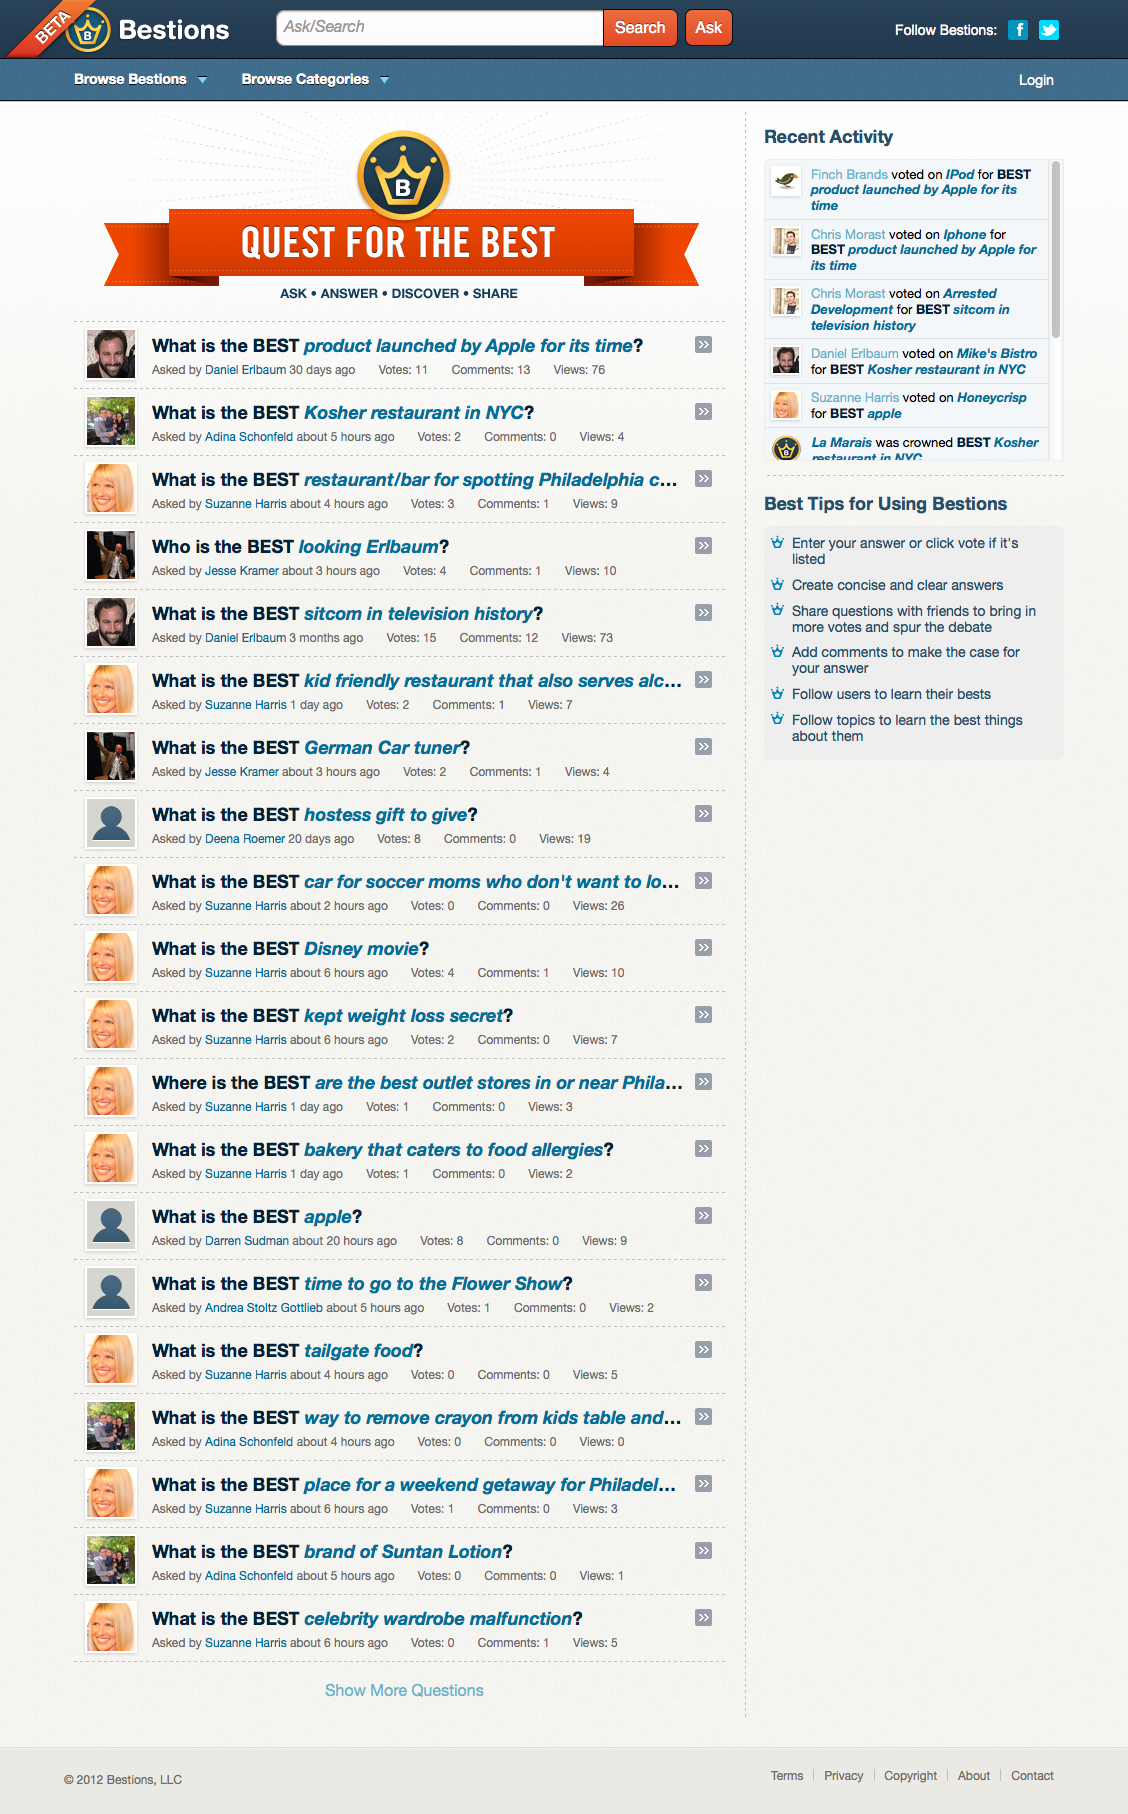 BETA
B
Bestions
Ask/Search
Search
Ask
Follow Bestions:
f
Browse Bestions
Browse Categories
Login
B
QUEST FOR THE BEST
ASK • ANSWER • DISCOVER • SHARE
What is the BEST product launched by Apple for its time?
Asked by Daniel Erlbaum 30 days ago Votes: 11 Comments: 13 Views: 76
What is the BEST Kosher restaurant in NYC?
Asked by Adina Schonfeld about 5 hours ago Votes: 2 Comments: 0 Views: 4
What is the BEST restaurant/bar for spotting Philadelphia c...
Asked by Suzanne Harris about 4 hours ago Votes: 3 Comments: 1 Views: 9
Who is the BEST looking Erlbaum?
Asked by Jesse Kramer about 3 hours ago Votes: 4 Comments: 1 Views: 10
What is the BEST sitcom in television history?
Asked by Daniel Erlbaum 3 months ago Votes: 15 Comments: 12 Views: 73
What is the BEST kid friendly restaurant that also serves alc...
Asked by Suzanne Harris 1 day ago Votes: 2 Comments: 1 Views: 7
What is the BEST German Car tuner?
Asked by Jesse Kramer about 3 hours ago Votes: 2 Comments: 1 Views: 4
What is the BEST hostess gift to give?
Asked by Deena Roemer 20 days ago Votes: 8 Comments: 0 Views: 19
What is the BEST car for soccer moms who don't want to lo...
Asked by Suzanne Harris about 2 hours ago Votes: 0 Comments: 0 Views: 26
What is the BEST Disney movie?
Asked by Suzanne Harris about 6 hours ago Votes: 4 Comments: 1 Views: 10
What is the BEST kept weight loss secret?
Asked by Suzanne Harris about 6 hours ago Votes: 2 Comments: 0 Views: 7
Where is the BEST are the best outlet stores in or near Phila...
Asked by Suzanne Harris 1 day ago Votes: 1 Comments: 0 Views: 3
What is the BEST bakery that caters to food allergies?
Asked by Suzanne Harris 1 day ago Votes: 1 Comments: 0 Views: 2
What is the BEST apple?
Asked by Darren Sudman about 20 hours ago Votes: 8 Comments: 0 Views: 9
What is the BEST time to go to the Flower Show?
Asked by Andrea Stoltz Gottlieb about 5 hours ago Votes: 1 Comments: 0 Views: 2
What is the BEST tailgate food?
Asked by Suzanne Harris about 4 hours ago Votes: 0 Comments: 0 Views: 5
What is the BEST way to remove crayon from kids table and...
Asked by Adina Schonfeld about 4 hours ago Votes: 0 Comments: 0 Views: 0
What is the BEST place for a weekend getaway for Philadel...
Asked by Suzanne Harris about 6 hours ago Votes: 1 Comments: 0 Views: 3
What is the BEST brand of Suntan Lotion?
Asked by Adina Schonfeld about 5 hours ago Votes: 0 Comments: 0 Views: 1
What is the BEST celebrity wardrobe malfunction?
Asked by Suzanne Harris about 6 hours ago Votes: 0 Comments: 1 Views: 5
Show More Questions
Recent Activity
Finch Brands voted on IPod for BEST
product launched by Apple for its
time
Chris Morast voted on Iphone for
BEST product launched by Apple for
its time
Chris Morast voted on Arrested
Development for BEST sitcom in
television history
Daniel Erlbaum voted on Mike's Bistro
for BEST Kosher restaurant in NYC
Suzanne Harris voted on Honeycrisp
for BEST apple
B
La Marais was crowned BEST Kosher
restaurant in NYC
Best Tips for Using Bestions
Enter your answer or click vote if it's
listed
Create concise and clear answers
Share questions with friends to bring in
more votes and spur the debate
Add comments to make the case for
your answer
Follow users to learn their bests
Follow topics to learn the best things
about them
© 2012 Bestions, LLC
Terms
Privacy
Copyright
About
Contact